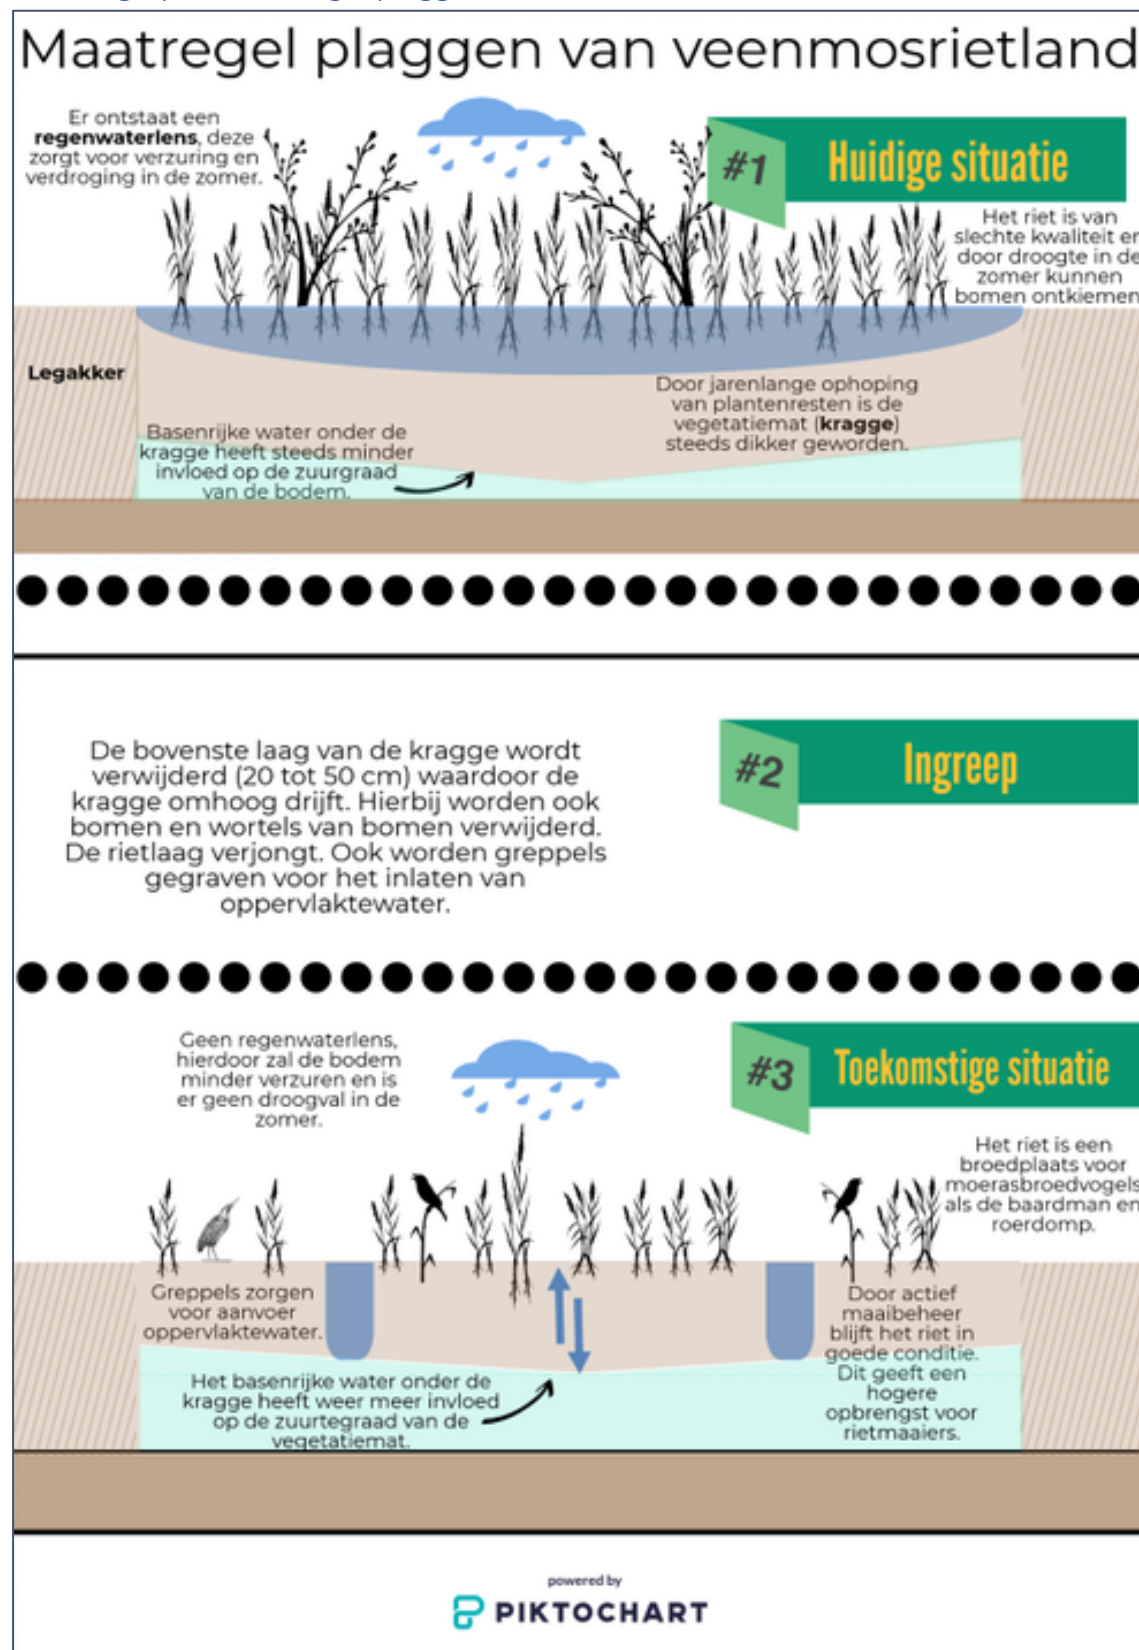 Maatregel plaggen van veenmosrietland
Er ontstaat een
regenwaterlens, deze
zorgt voor verzuring en
verdroging in de zomer.
#1
Huidige situatie
Het riet is van
slechte kwaliteit en
door droogte in de
zomer kunnen
bomen ontkiemen
Legakker
Door jarenlange ophoping
van plantenresten is de
vegetatiemat (kragge)
steeds dikker geworden.
Basenrijke water onder de
kragge heeft steeds minder
invloed op de zuurgraad
van de bodem.
De bovenste laag van de kragge wordt
verwijderd (20 tot 50 cm) waardoor de
kragge omhoog drijft. Hierbij worden ook
bomen en wortels van bomen verwijderd.
De rietlaag verjongt. Ook worden greppels
gegraven voor het inlaten van
oppervlaktewater.
#2
Ingreep
Geen regenwaterlens,
hierdoor zal de bodem
minder verzuren en is
er geen droogval in de
zomer.
#3
Toekomstige situatie
Het riet is een
broedplaats voor
moerasbroedvogels
als de baardman en
roerdomp.
Greppels zorgen
voor aanvoer
oppervlaktewater.
Door actief
maaibeheer
blijft het riet in
goede conditie.
Dit geeft een
hogere
opbrengst voor
rietmaaiers.
Het basenrijke water onder de
kragge heeft weer meer invloed
op de zuurtegraad van de
vegetatiemat.
powered by
PIKTOCHART